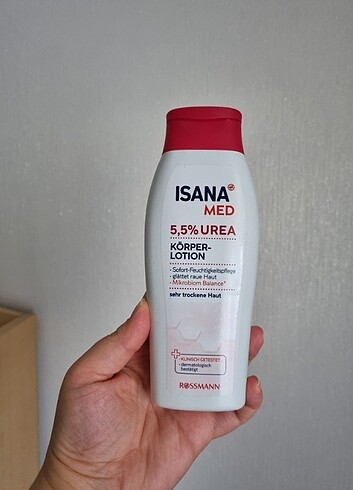 ISANA
MED
5,5% UREA
KÖRPER-
LOTION
• Sofort-Feuchtigkeitspflege
• glättet raue Haut
• Mikrobiom Balance*
sehr trockene Haut
• KLINISCH GETESTET
• dermatologisch
bestätigt
ROSSMANN